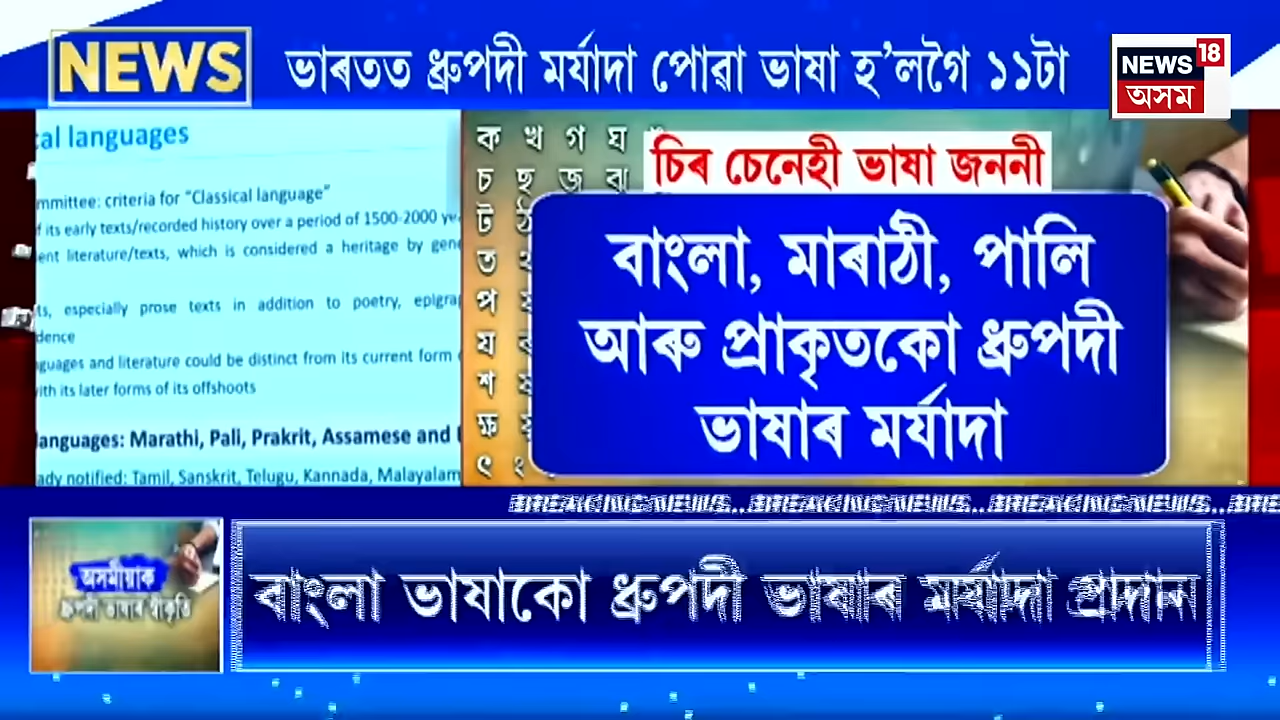 NEWS
ভাৰতত ধ্ৰুপদী মৰ্যাদা পোৱা ভাষা হ'লগৈ ১১টা
NEWS 18
অসম
cal languages
mmittee: criteria for "Classical language"
f its early texts/recorded history over a period of 1500-2000
ent literature/texts, which is considered a heritage by
ts, especially prose texts in addition to poetry,
dence
guages and literature could be distinct from its current form
with its later forms of its offshoots
languages: Marathi, Pali, Prakrit, Assamese and
ady notified: Tamil, Sanskrit, Telugu, Kannada, Malayalam
ক খ গ ঘ
চ ছ জ ঝ
ট ঠ
ত
প
য
শ
ক্ষ
ৎ
চিৰ চেনেহী ভাষা জননী
বাংলা, মাৰাঠী, পালি
আৰু প্ৰাকৃতকো ধ্ৰুপদী
ভাষাৰ মৰ্যাদা
BREAKING NEWS.. BREAKING NEWS.. BREAKING NEWS.. BRE
অসমীয়াক
ধ্ৰুপদী ভাষাৰ স্বীকৃতি
বাংলা ভাষাকো ধ্ৰুপদী ভাষাৰ মৰ্যাদা প্ৰদান